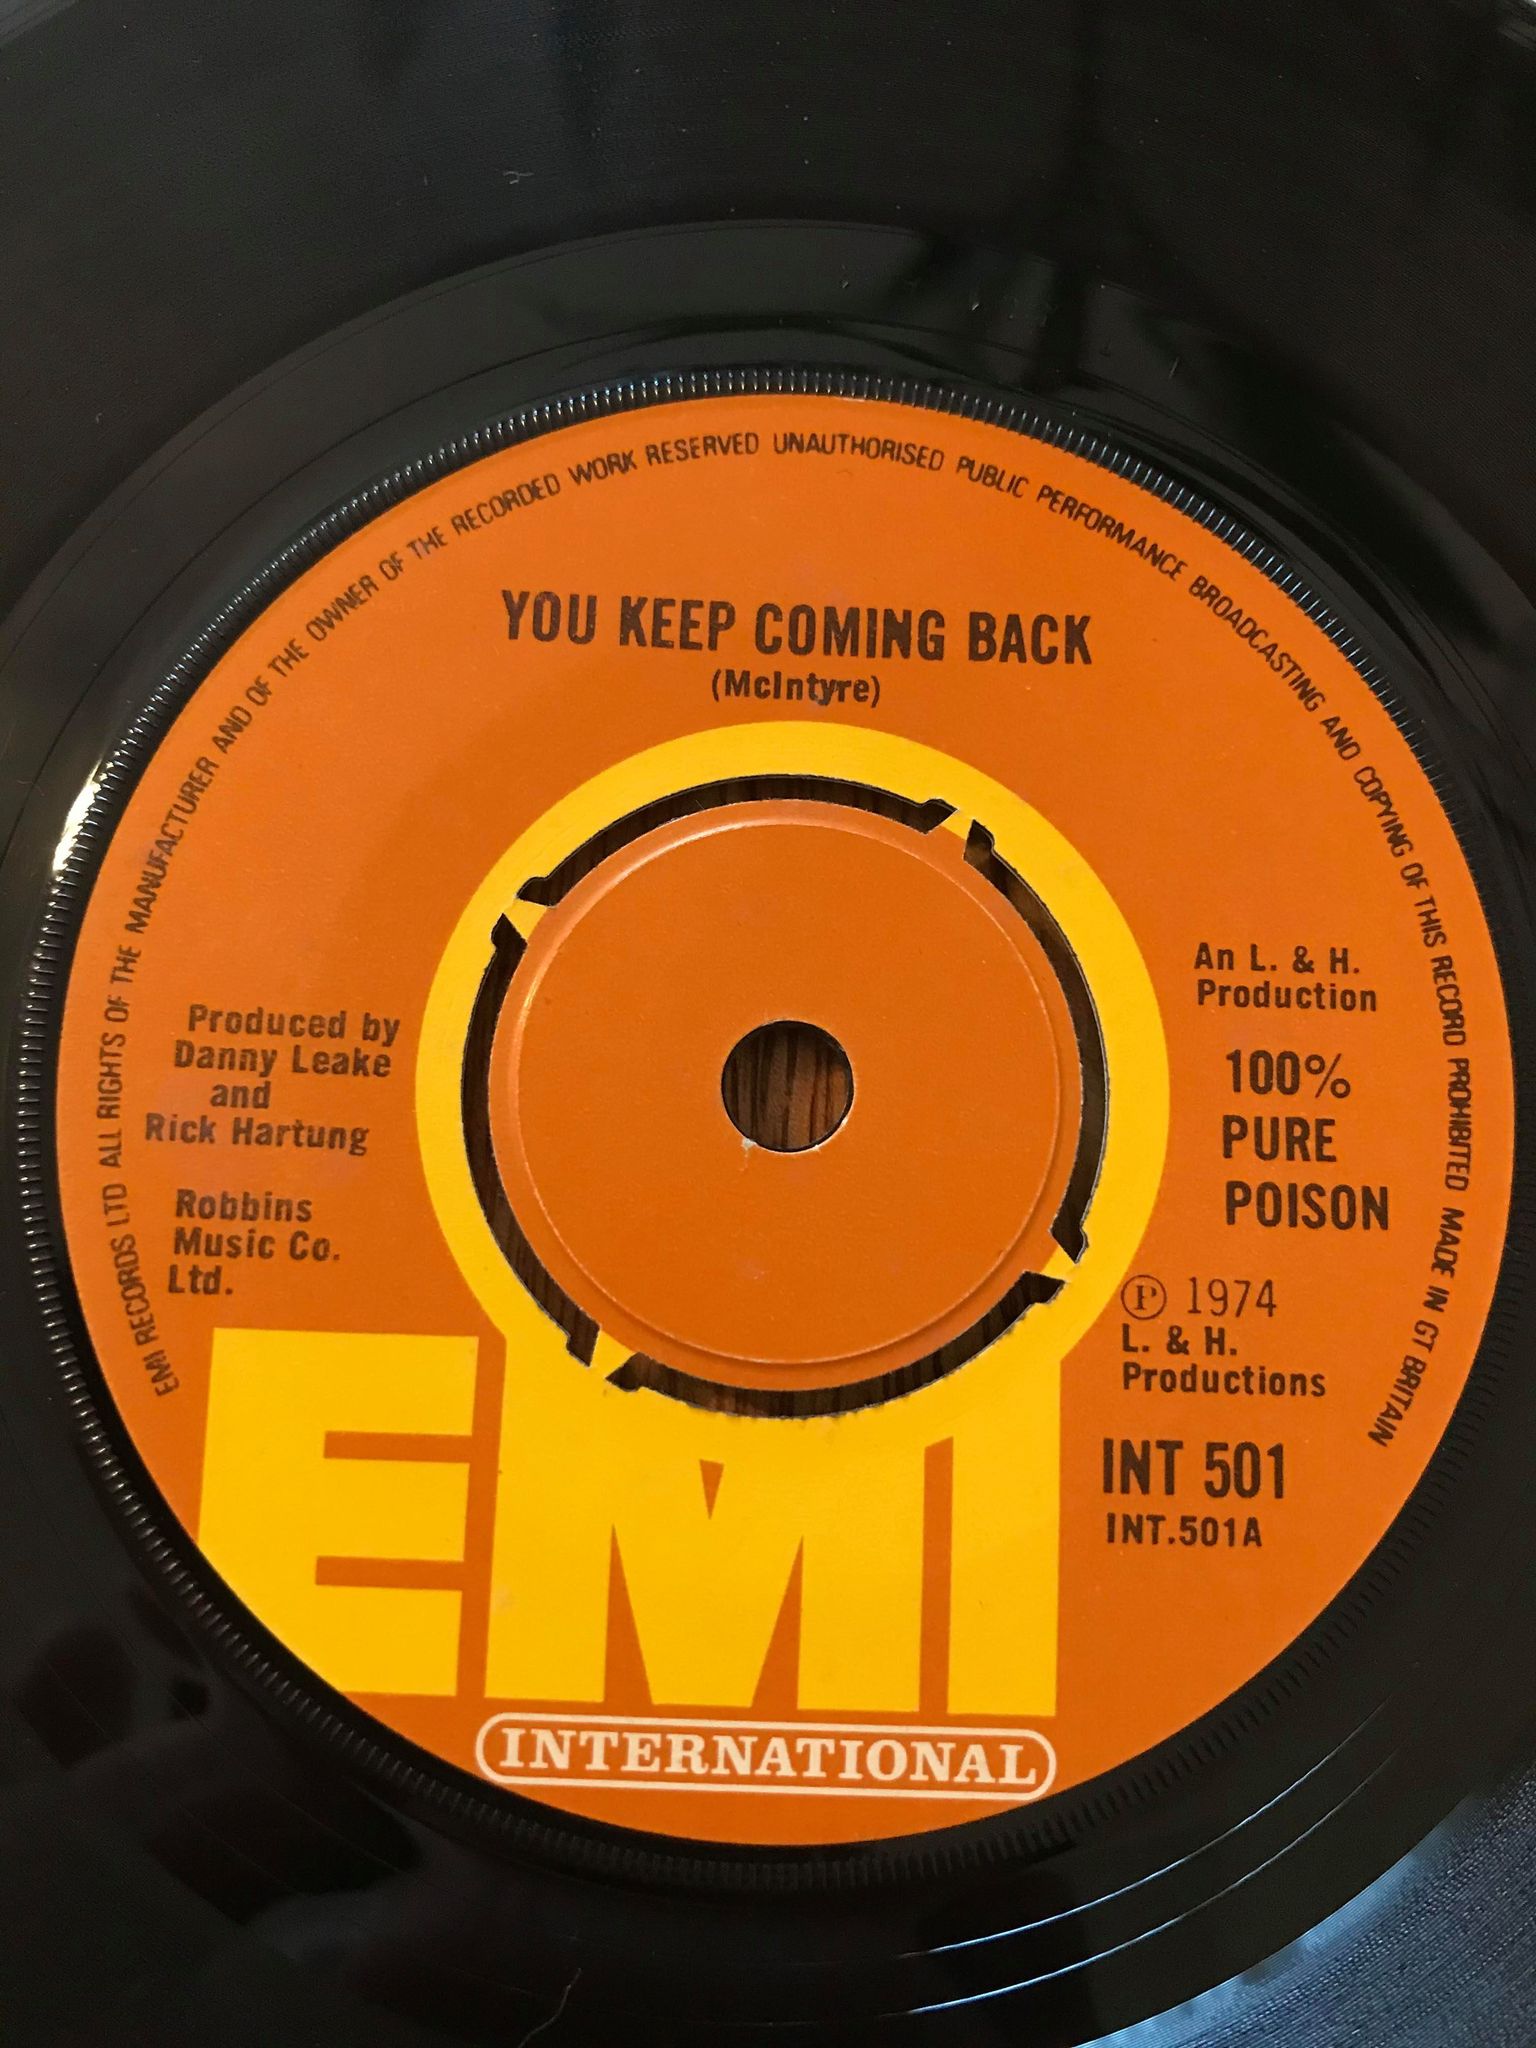 EMI RECORDS LTD ALL RIGHTS OF THE MANUFACTURER AND OF THE OWNER OF THE RECORDED WORK RESERVED UNAUTHORISED PUBLIC PERFORMANCE BROADCASTING AND COPYING OF THIS RECORD PROHIBITED MADE IN GT BRITAIN
YOU KEEP COMING BACK
(McIntyre)
Produced by
Danny Leake
and
Rick Hartung
Robbins
Music Co.
Ltd.
An L. & H.
Production
100%
PURE
POISON
Ⓟ 1974
L. & H.
Productions
INT 501
INT.501A
EMI
INTERNATIONAL